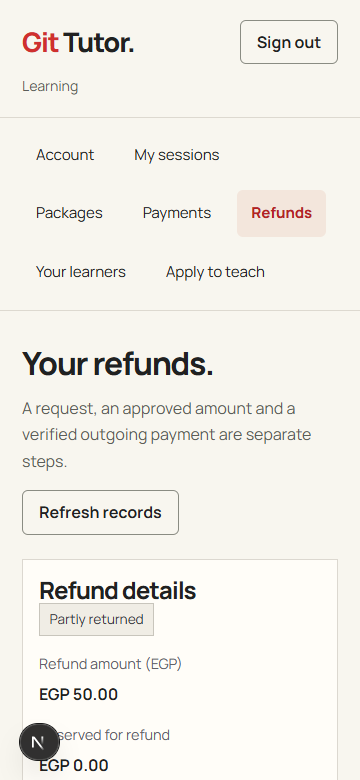 Git Tutor.
Sign out
Learning
Account
My sessions
Packages
Payments
Refunds
Your learners
Apply to teach
Your refunds.
A request, an approved amount and a
verified outgoing payment are separate
steps.
Refresh records
Refund details
Partly returned
Refund amount (EGP)
EGP 50.00
served for refund
EGP 0.00
N